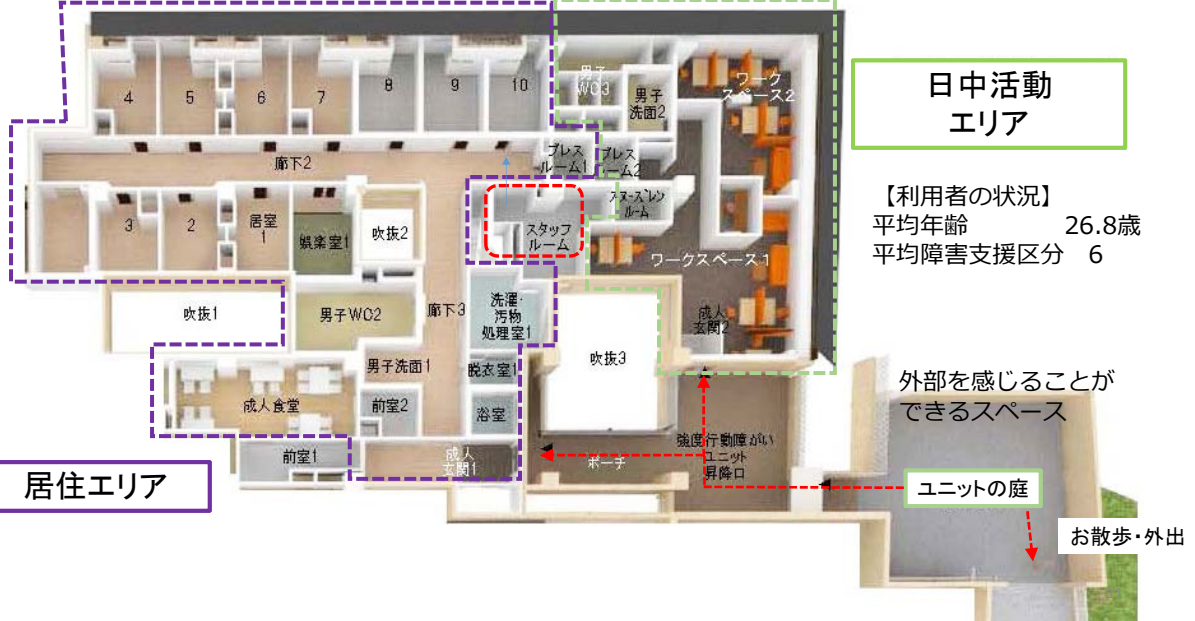 4
5
6
7
8
9
10
男子
WC3
男子
洗面2
ワーク
スペース2
日中活動
エリア
廊下2
プレス
ルーム1
プレス
ルーム2
スヌーズレン
ルーム
【利用者の状況】
平均年齢 26.8歳
平均障害支援区分 6
3
2
居室
1
娯楽室1
吹抜2
スタッフ
ルーム
ワークスペース1
吹抜1
男子WC2
廊下3
洗濯・
汚物
処理室1
成人
玄関2
吹抜3
男子洗面1
脱衣室1
外部を感じることが
できるスペース
成人食堂
前室2
浴室
前室1
成人
玄関1
ポーチ
強度行動障がい
ユニット
昇降口
居住エリア
ユニットの庭
お散歩・外出